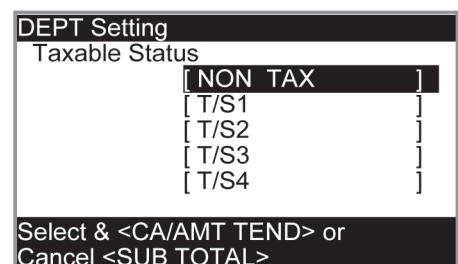 DEPT Setting
Taxable Status
[ NON TAX ]
[ T/S1 ]
[ T/S2 ]
[ T/S3 ]
[ T/S4 ]
Select & <CA/AMT TEND> or
Cancel <SUB TOTAL>